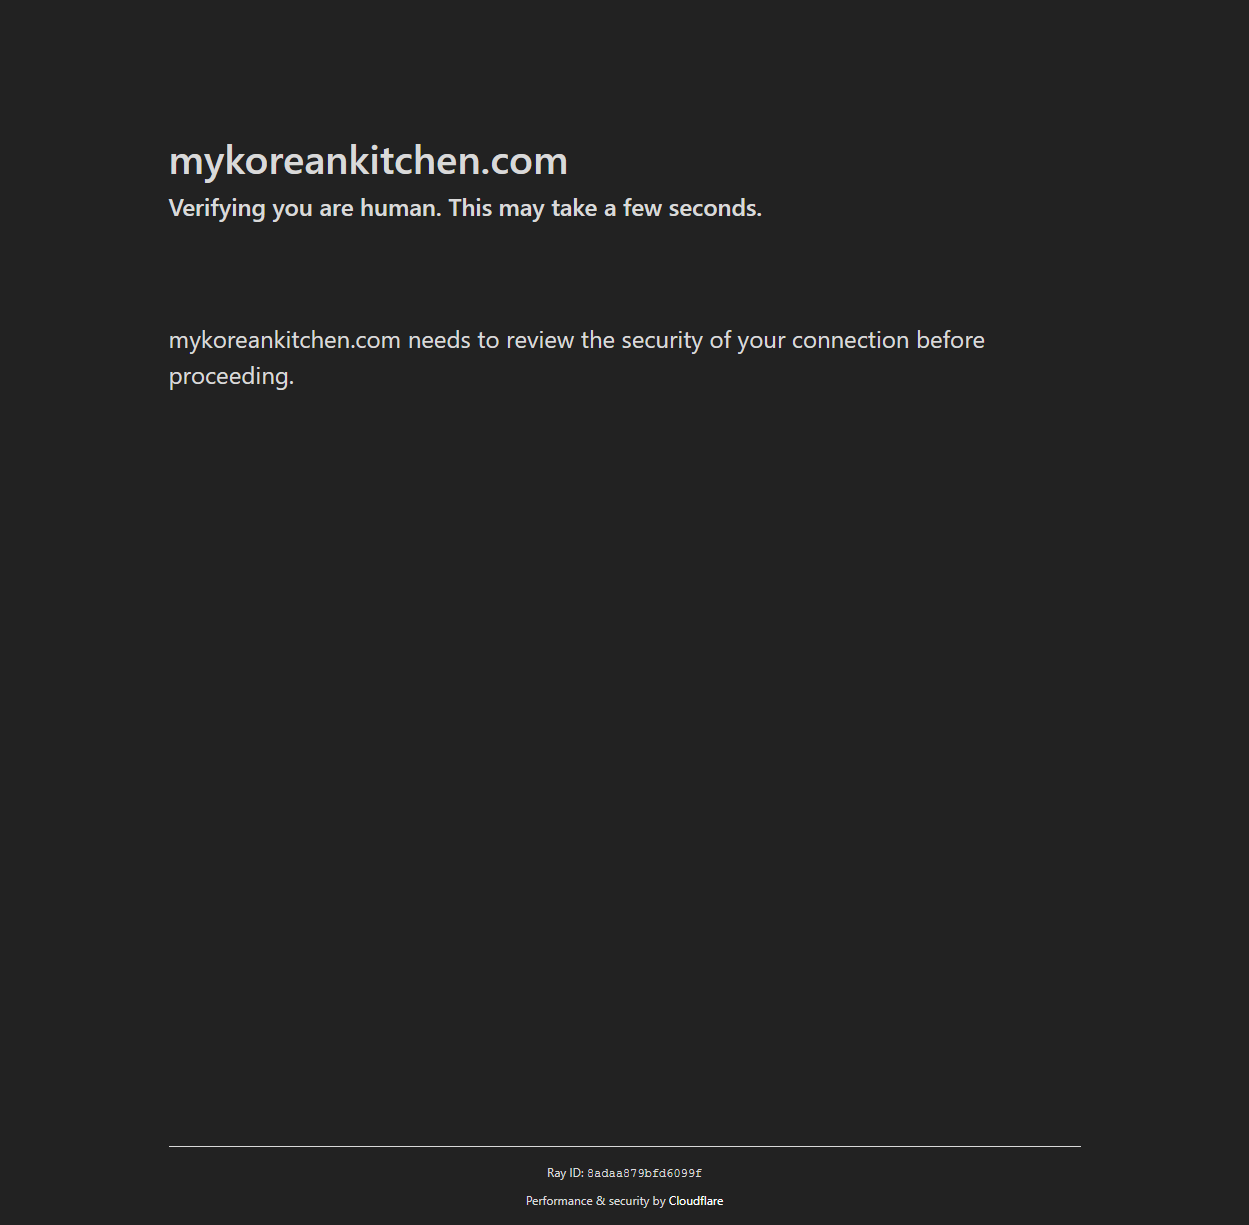 mykoreankitchen.com
Verifying you are human. This may take a few seconds.
mykoreankitchen.com needs to review the security of your connection before
proceeding.
Ray ID: 8adaa879bfd6099f
Performance & security by Cloudflare